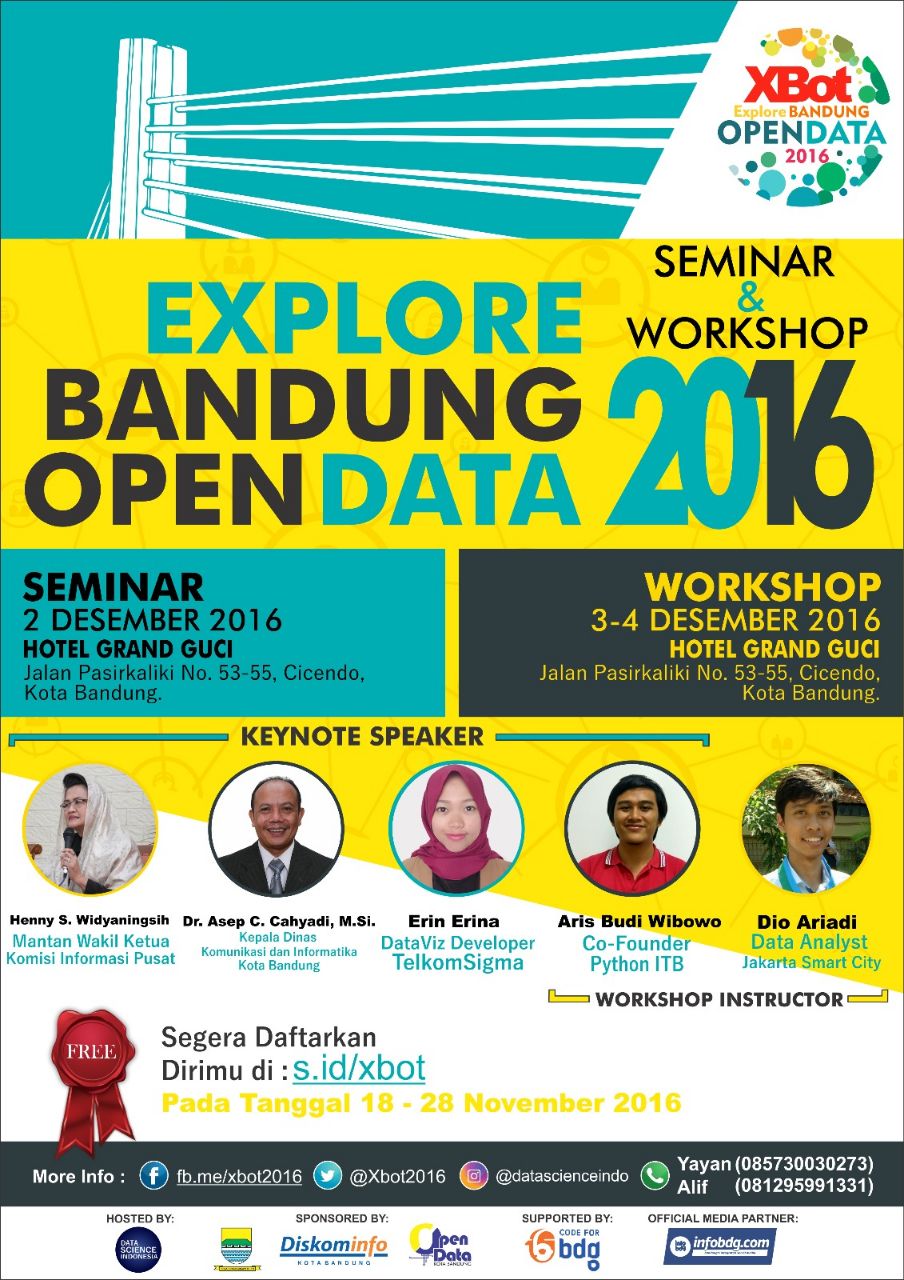 XBot
Explore BANDUNG
OPENDATA
2016
SEMINAR
&
WORKSHOP
EXPLORE
BANDUNG
OPENDATA
2016
SEMINAR
2 DESEMBER 2016
HOTEL GRAND GUCI
Jalan Pasirkaliki No. 53-55, Cicendo,
Kota Bandung.
WORKSHOP
3-4 DESEMBER 2016
HOTEL GRAND GUCI
Jalan Pasirkaliki No. 53-55, Cicendo,
Kota Bandung.
KEYNOTE SPEAKER
Henny S. Widyaningsih
Mantan Wakil Ketua
Komisi Informasi Pusat
Dr. Asep C. Cahyadi, M.Si.
Kepala Dinas
Komunikasi dan Informatika
Kota Bandung
Erin Erina
DataViz Developer
TelkomSigma
Aris Budi Wibowo
Co-Founder
Python ITB
Dio Ariadi
Data Analyst
Jakarta Smart City
WORKSHOP INSTRUCTOR
FREE
Segera Daftarkan
Dirimu di : s.id/xbot
Pada Tanggal 18 - 28 November 2016
More Info :
fb.me/xbot2016
@Xbot2016
@datascienceindo
Yayan (085730030273)
Alif (081295991331)
HOSTED BY:
DATA
SCIENCE
INDONESIA
SPONSORED BY:
Diskominfo
KOTA BANDUNG
Open
Data
KOTA BANDUNG
SUPPORTED BY:
CODE FOR
bdg
OFFICIAL MEDIA PARTNER:
infobdg.com